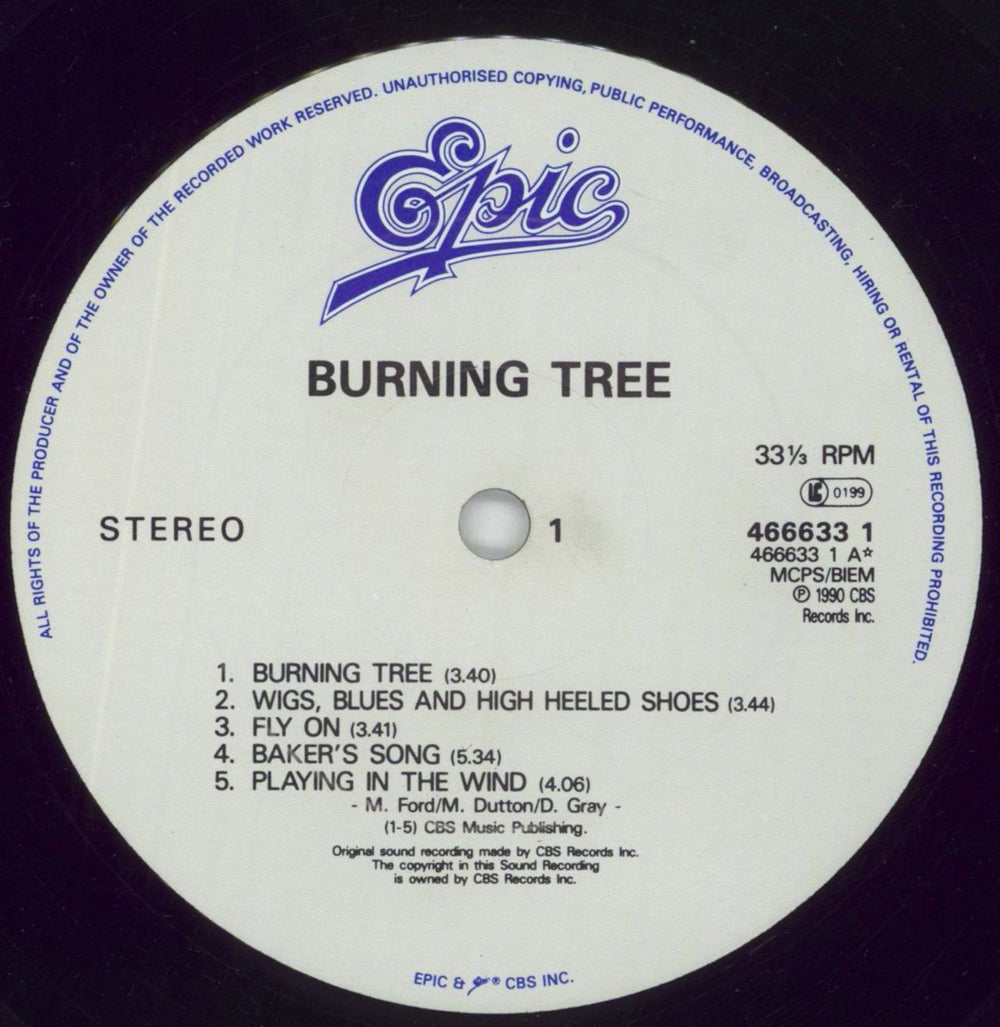 ALL RIGHTS OF THE PRODUCER AND OF THE OWNER OF THE RECORDED WORK RESERVED. UNAUTHORISED COPYING, PUBLIC PERFORMANCE, BROADCASTING, HIRING OR RENTAL OF THIS RECORDING PROHIBITED.
Epic
BURNING TREE
33⅓ RPM
LC 0199
STEREO
1
466633 1
466633 1 A☆
MCPS/BIEM
℗ 1990 CBS
Records Inc.
1. BURNING TREE (3.40)
2. WIGS, BLUES AND HIGH HEELED SHOES (3.44)
3. FLY ON (3.41)
4. BAKER'S SONG (5.34)
5. PLAYING IN THE WIND (4.06)
- M. Ford/M. Dutton/D. Gray -
(1-5) CBS Music Publishing.
Original sound recording made by CBS Records Inc.
The copyright in this Sound Recording
is owned by CBS Records Inc.
EPIC & Epic ® CBS INC.